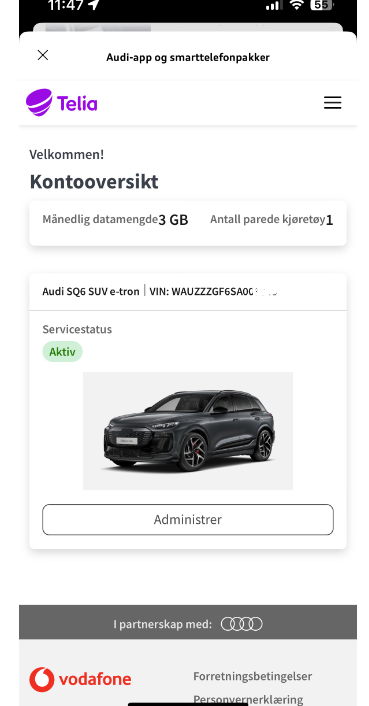 11:47
55
Audi-app og smarttelefonpakker
Telia
Velkommen!
Kontooversikt
Månedlig datamengde 3 GB Antall parede kjøretøy 1
Audi SQ6 SUV e-tron | VIN: WAUZZZGF6SA00
Servicestatus
Aktiv
Administrer
I partnerskap med:
vodafone
Forretningsbetingelser
Personvernerklæring